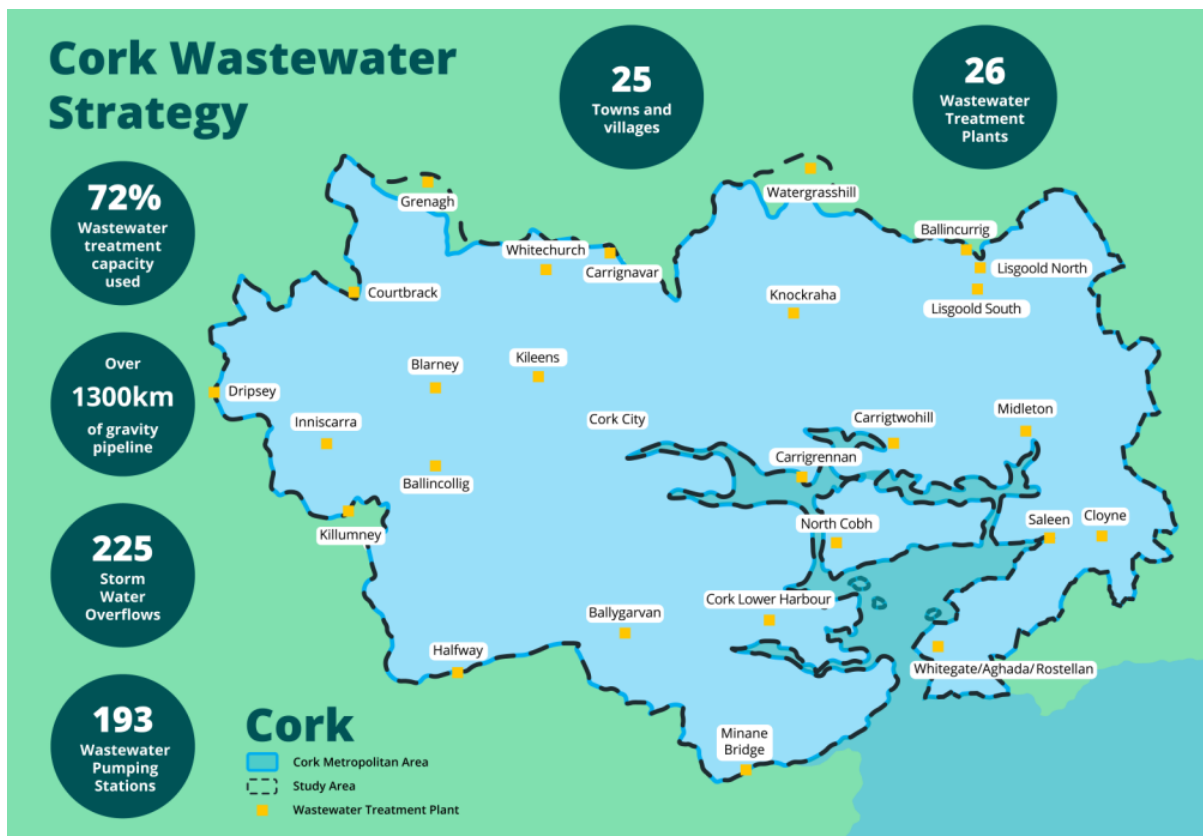 Cork Wastewater
Strategy
25
Towns and
villages
26
Wastewater
Treatment
Plants
72%
Wastewater
treatment
capacity
used
Over
1300km
of gravity
pipeline
225
Storm
Water
Overflows
193
Wastewater
Pumping
Stations
Grenagh
Watergrasshill
Whitechurch
Carrignavar
Ballincurrig
Lisgoold North
Lisgoold South
Courtbrack
Knockraha
Blarney
Kileens
Dripsey
Inniscarra
Cork City
Carrigtwohill
Midleton
Ballincollig
Carrigrennan
Killumney
North Cobh
Saleen
Cloyne
Ballygarvan
Cork Lower Harbour
Halfway
Whitegate/Aghada/Rostellan
Minane
Bridge
Cork
Cork Metropolitan Area
Study Area
Wastewater Treatment Plant